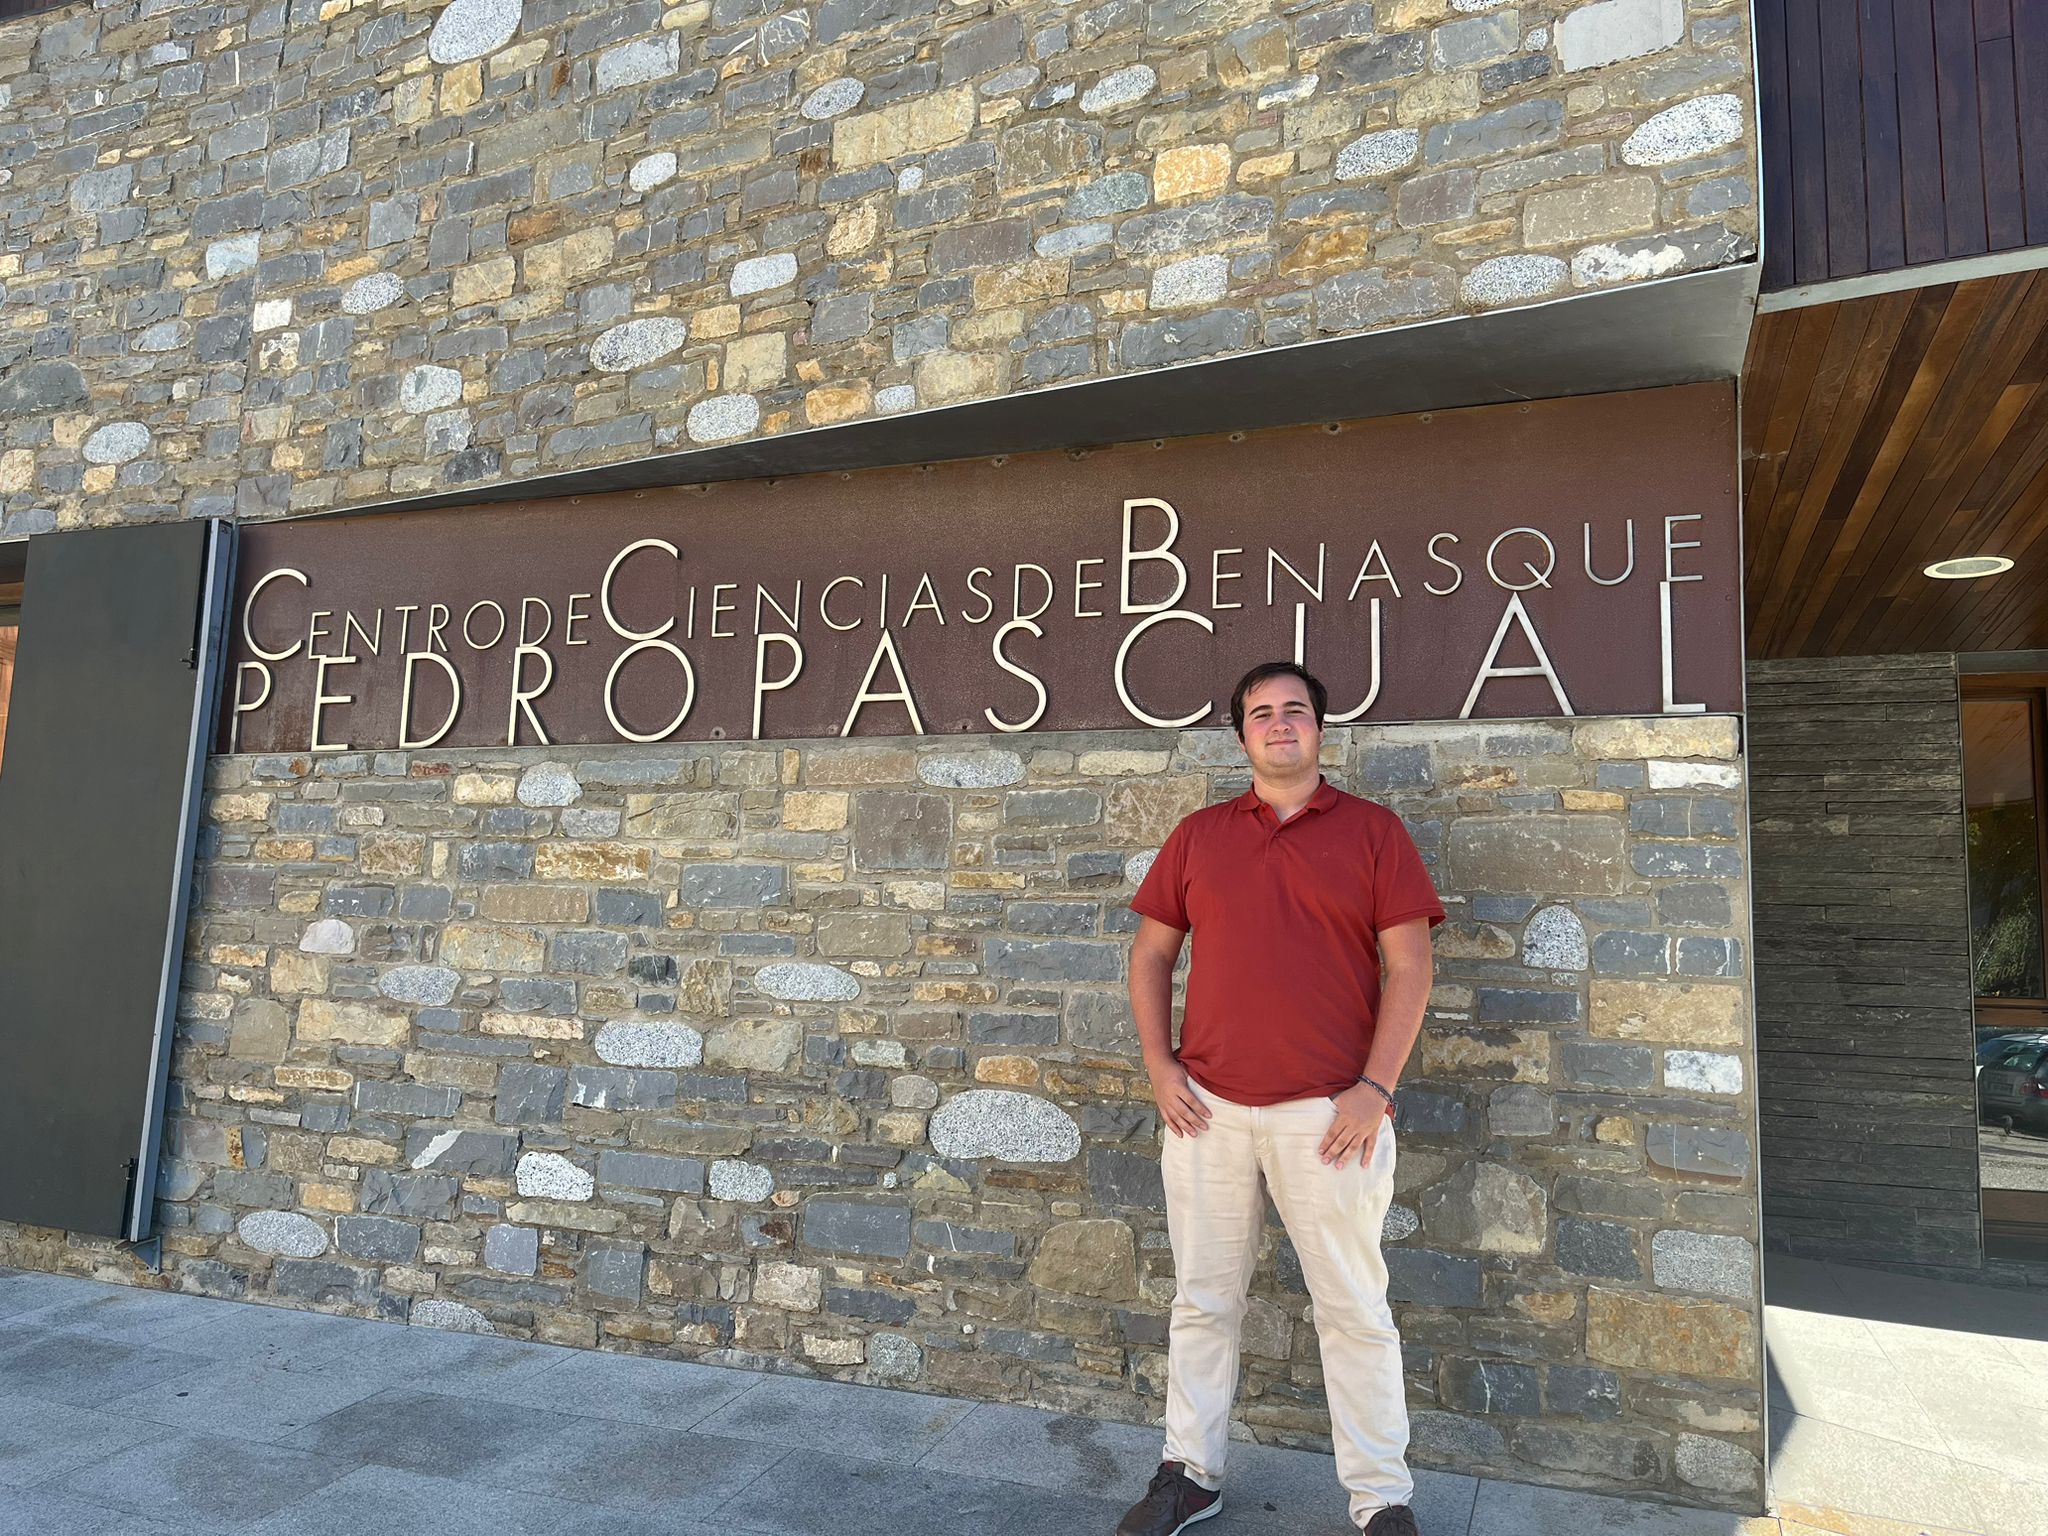 CENTRO DE CIENCIAS DE BENASQUE
PEDRO PASCUAL